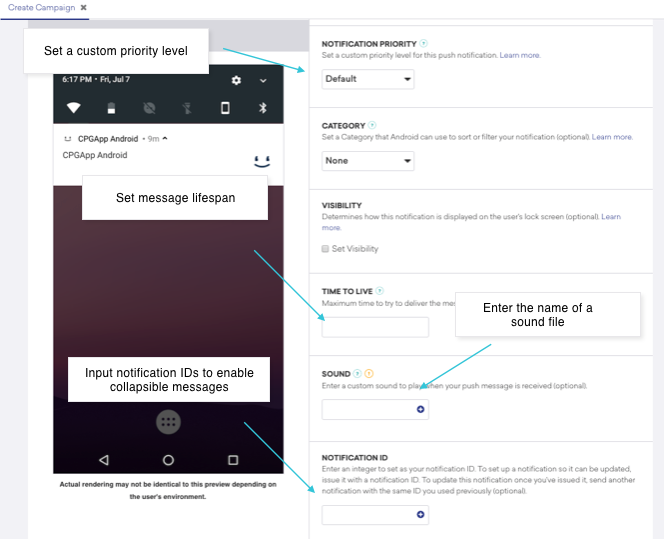 Create Campaign ✖
Set a custom priority level
6:17 PM • Fri, Jul 7
CPGApp Android • 9m
CPGApp Android
Set message lifespan
Input notification IDs to enable
collapsible messages
Actual rendering may not be identical to this preview depending on
the user's environment.
NOTIFICATION PRIORITY ?
Set a custom priority level for this push notification. Learn more.
Default
CATEGORY ?
Set a Category that Android can use to sort or filter your notification (optional). Learn more.
None
VISIBILITY
Determines how this notification is displayed on the user's lock screen (optional). Learn
more.
Set Visibility
TIME TO LIVE ?
Maximum time to try to deliver the
Enter the name of a
sound file
SOUND ?
Enter a custom sound to play when your push message is received (optional).
NOTIFICATION ID
Enter an integer to set as your notification ID. To set up a notification so it can be updated,
issue it with a notification ID. To update this notification once you've issued it, send another
notification with the same ID you used previously (optional).